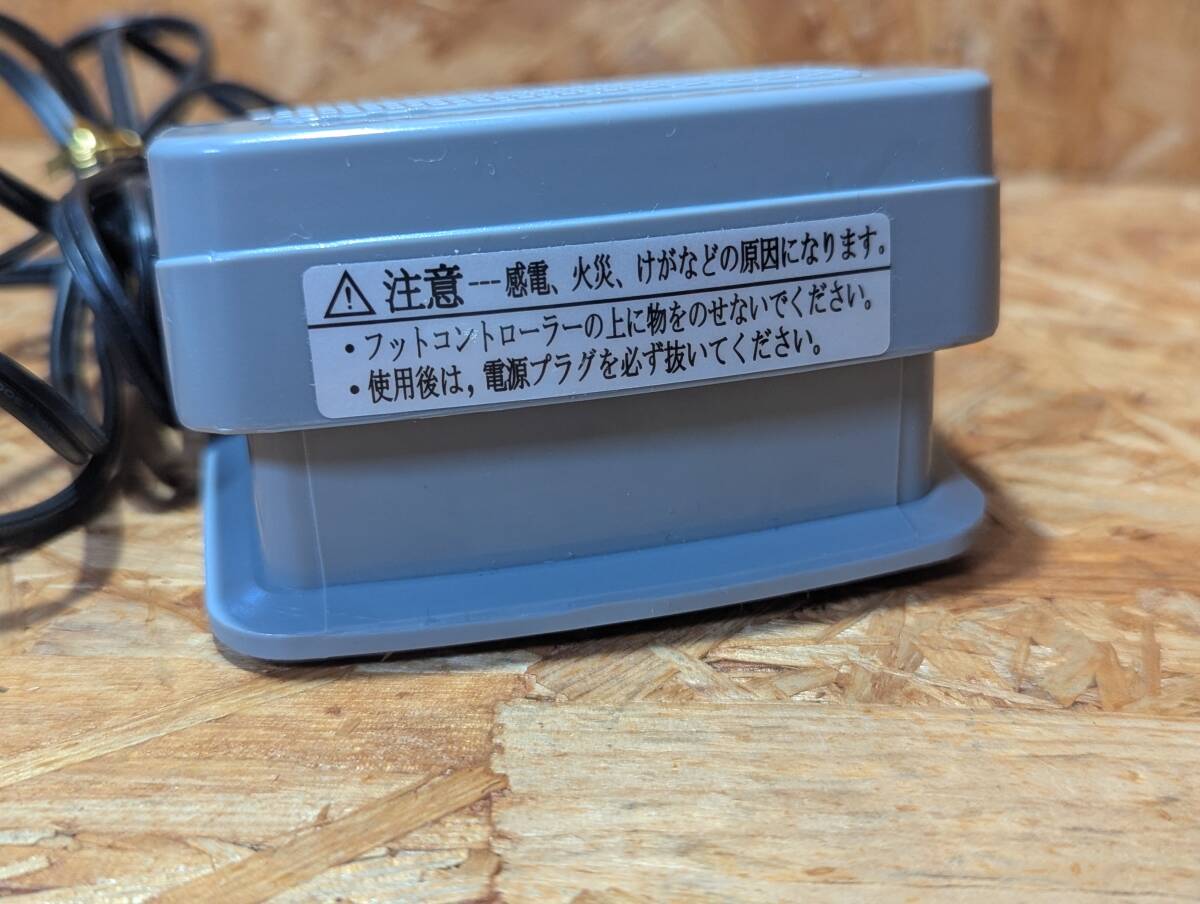 注意---感電、火災、けがなどの原因になります。
・フットコントローラーの上に物をのせないでください。
・使用後は，電源プラグを必ず抜いてください。